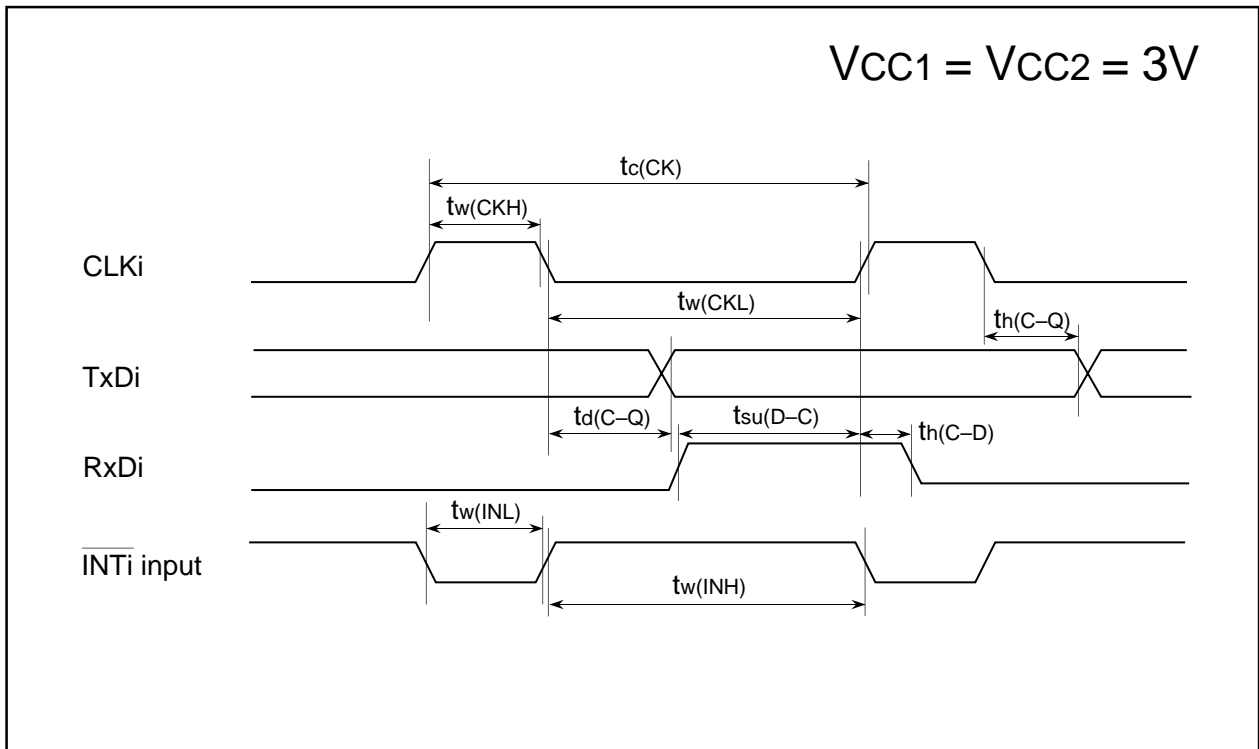 VCC1 = VCC2 = 3V
tc(CK)
tw(CKH)
CLKi
tw(CKL)
th(C–Q)
TxDi
td(C–Q)
tsu(D–C)
th(C–D)
RxDi
tw(INL)
INTi input
tw(INH)